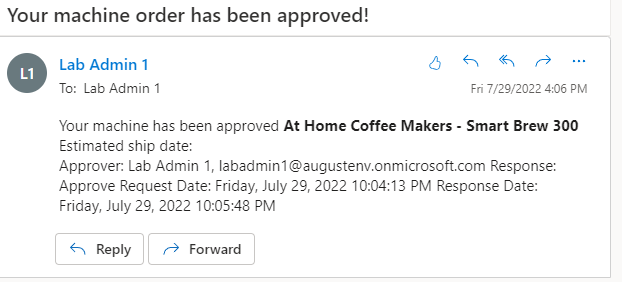 Your machine order has been approved!
L1
Lab Admin 1
To: Lab Admin 1
Fri 7/29/2022 4:06 PM
Your machine has been approved At Home Coffee Makers - Smart Brew 300
Estimated ship date:
Approver: Lab Admin 1, labadmin1@augustenv.onmicrosoft.com Response:
Approve Request Date: Friday, July 29, 2022 10:04:13 PM Response Date:
Friday, July 29, 2022 10:05:48 PM
Reply
Forward